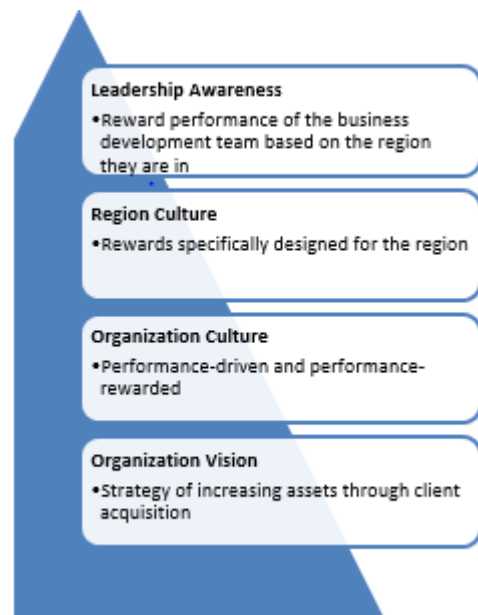 Leadership Awareness
•Reward performance of the business
development team based on the region
they are in
Region Culture
•Rewards specifically designed for the region
Organization Culture
•Performance-driven and performance-
rewarded
Organization Vision
•Strategy of increasing assets through client
acquisition